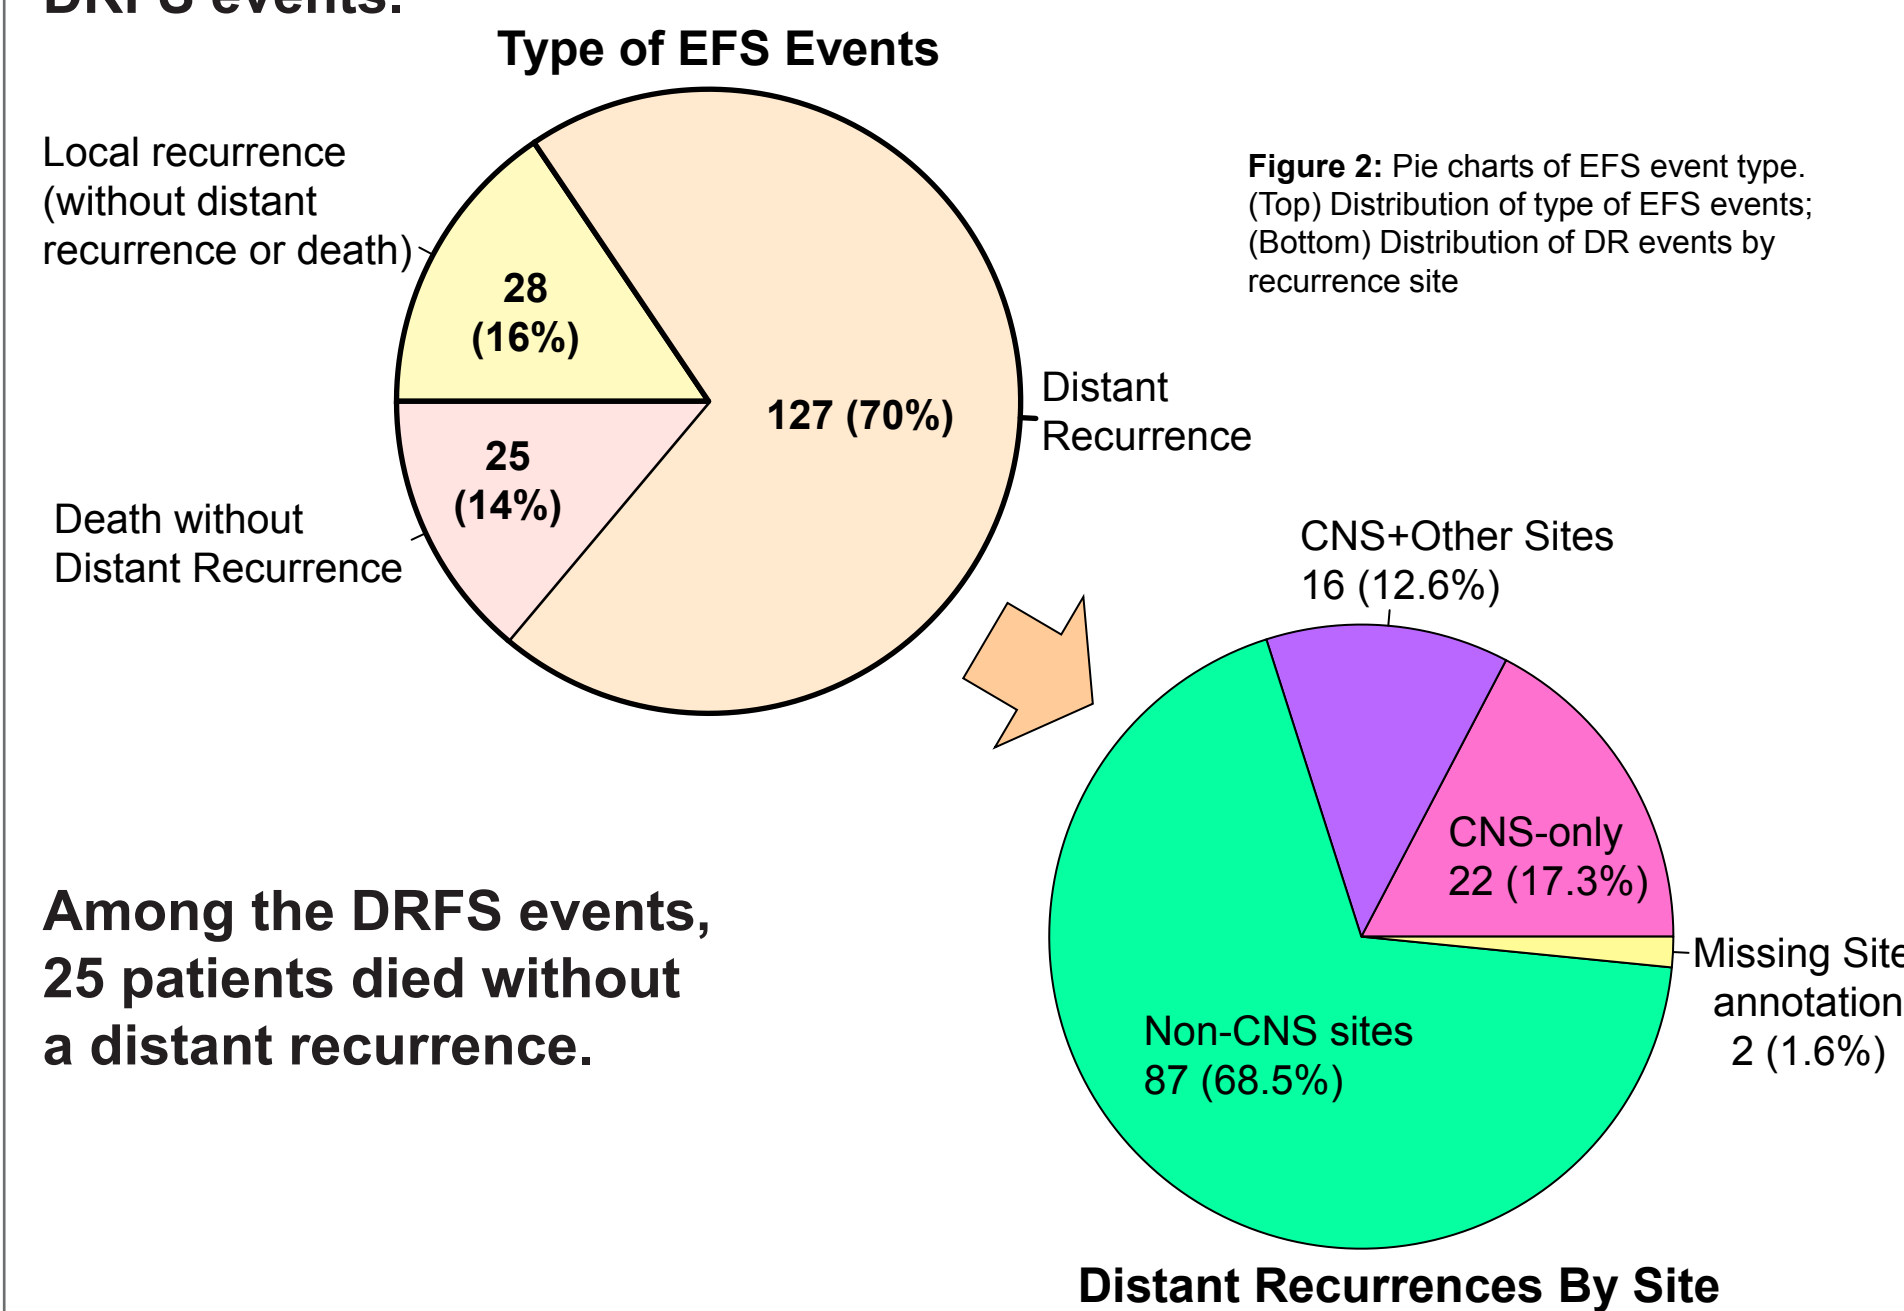 DRFS events.
Type of EFS Events
Local recurrence
(without distant
recurrence or death)
28
(16%)
127 (70%)
Distant
Recurrence
25
(14%)
Death without
Distant Recurrence
Figure 2: Pie charts of EFS event type.
(Top) Distribution of type of EFS events;
(Bottom) Distribution of DR events by
recurrence site
CNS+Other Sites
16 (12.6%)
CNS-only
22 (17.3%)
Missing Site
annotation
2 (1.6%)
Non-CNS sites
87 (68.5%)
Among the DRFS events,
25 patients died without
a distant recurrence.
Distant Recurrences By Site